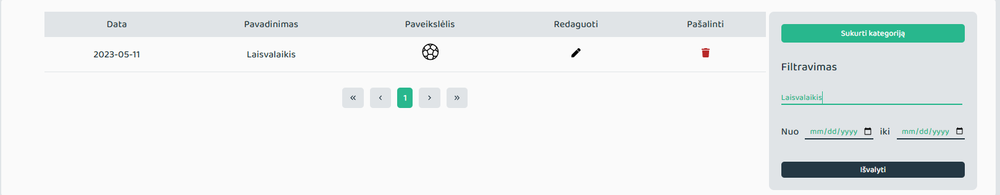 Data Pavadinimas Paveikslėlis Redaguoti Pašalinti
2023-05-11 Laisvalaikis
« ‹ 1 › »
Sukurti kategoriją
Filtravimas
Laisvalaikis
Nuo mm/dd/yyyy iki mm/dd/yyyy
Išvalyti